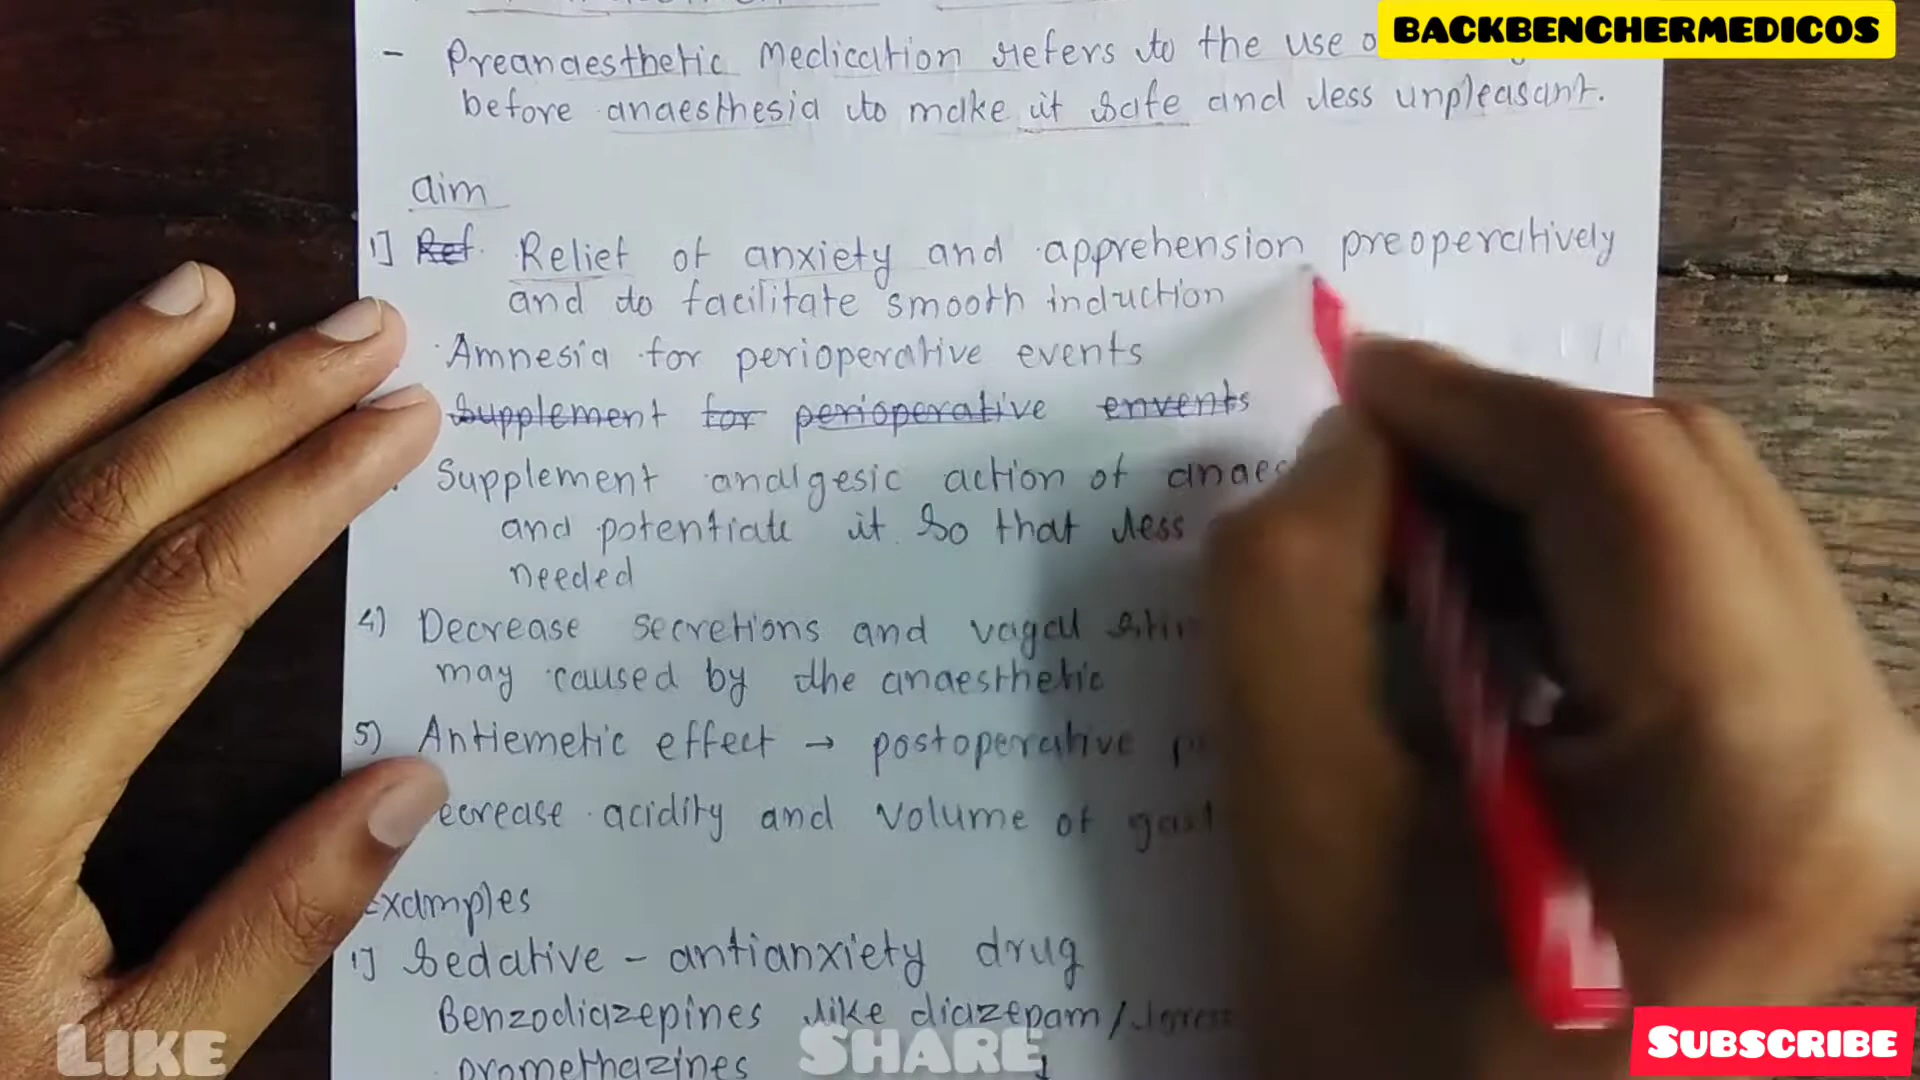 BACKBENCHERMEDICOS
- Preanaesthetic Medication refers to the use
before anaesthesia to make it safe and less unpleasant.
aim
1] Ref. Relief of anxiety and apprehension preoperatively
and to facilitate smooth induction
Amnesia for perioperative events
Supplement for perioperative envents
Supplement analgesic action of
and potentiate it so that less
needed
4) Decrease secretions and vagal
may caused by the anaesthetic
5) Antiemetic effect → postoperative
ecrease acidity and volume of
Examples
1] Sedative - antianxiety drug
Benzodiazepines like diazepam/
promethazines
LIKE SHARE SUBSCRIBE